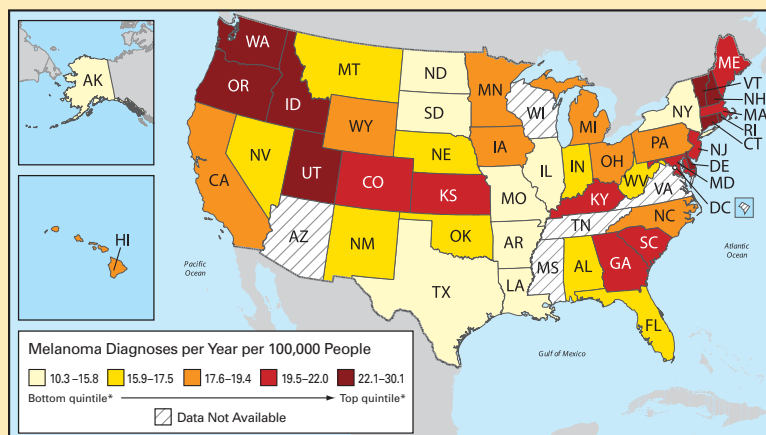 WA
MT
ND
MN
ME
VT
NH
MA
RI
CT
AK
OR
ID
SD
WI
NY
MI
WY
IA
PA
NJ
NV
NE
IL
IN
OH
DE
MD
CA
UT
CO
KS
MO
KY
WV
VA
DC
NC
TN
AZ
NM
OK
AR
SC
MS
AL
GA
HI
TX
LA
FL
Pacific
Ocean
Atlantic
Ocean
Gulf of Mexico
Melanoma Diagnoses per Year per 100,000 People
10.3–15.8 15.9–17.5 17.6–19.4 19.5–22.0 22.1–30.1
Bottom quintile* Top quintile*
Data Not Available